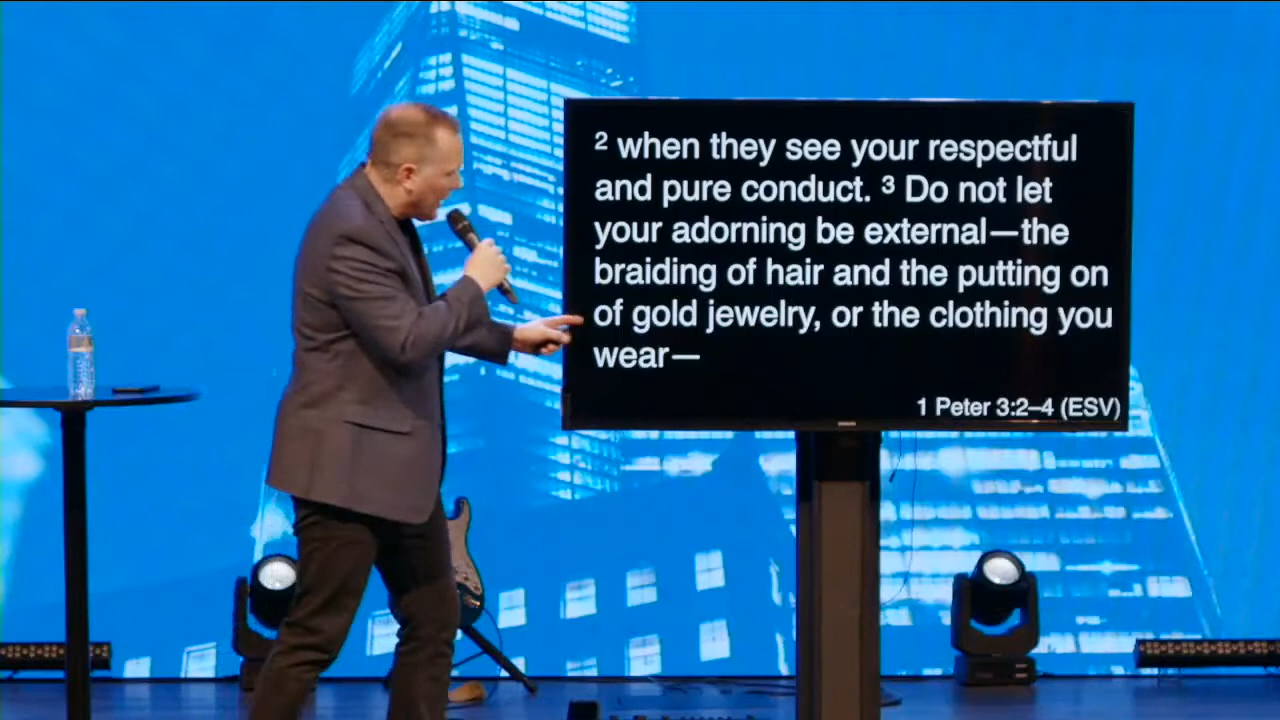 ² when they see your respectful
and pure conduct. ³ Do not let
your adorning be external—the
braiding of hair and the putting on
of gold jewelry, or the clothing you
wear—
1 Peter 3:2–4 (ESV)